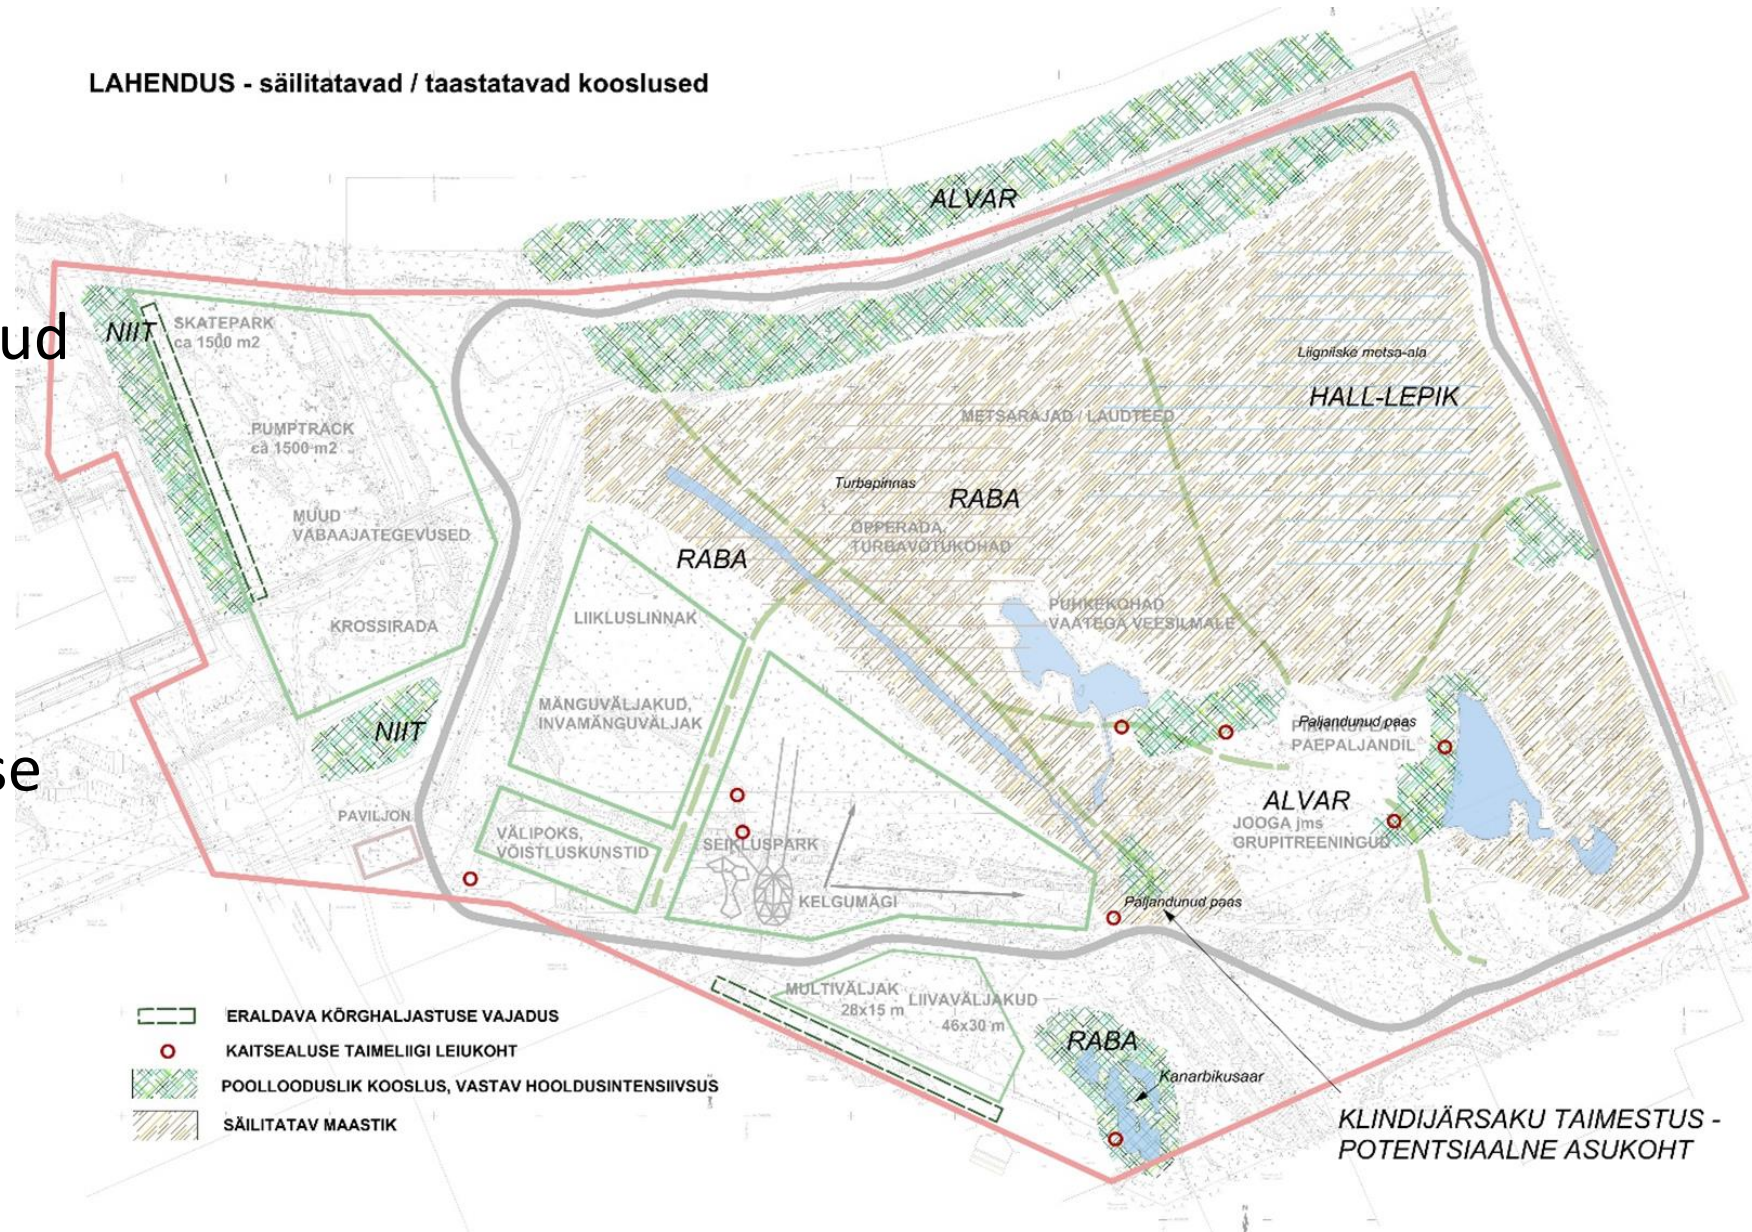 LAHENDUS - säilitatavad / taastatavad kooslused
ALVAR
ud
NIIT
SKATEPARK
ca 1500 m2
Liigniiske metsa-ala
HALL-LEPIK
METSARAJAD / LAUDTEED
PUMPTRACK
ca 1500 m2
Turbapinnas
RABA
MUUD
VABAAJATEGEVUSED
ÕPPERADA,
TURBAVÕTUKOHAD
RABA
LIIKLUSLINNAK
PUHKEKOHAD
VAATEGA VEESILMALE
KROSSIRADA
MÄNGUVÄLJAKUD,
INVAMÄNGUVÄLJAK
NIIT
Paljandunud paas
PAEPALJANDIL
se
ALVAR
JOOGA jms
GRUPITREENINGUD
PAVILJON
VÄLIPOKS,
VÕISTLUSKUNSTID
SEIKLUSPARK
KELGUMÄGI
Paljandunud paas
MULTIVÄLJAK
28x15 m
LIIVAVÄLJAKUD
46x30 m
RABA
Kanarbikusaar
ERALDAVA KÕRGHALJASTUSE VAJADUS
KAITSEALUSE TAIMELIIGI LEIUKOHT
POOLLOODUSLIK KOOSLUS, VASTAV HOOLDUSINTENSIIVSUS
SÄILITATAV MAASTIK
KLINDIJÄRSAKU TAIMESTUS -
POTENTSIAALNE ASUKOHT
N